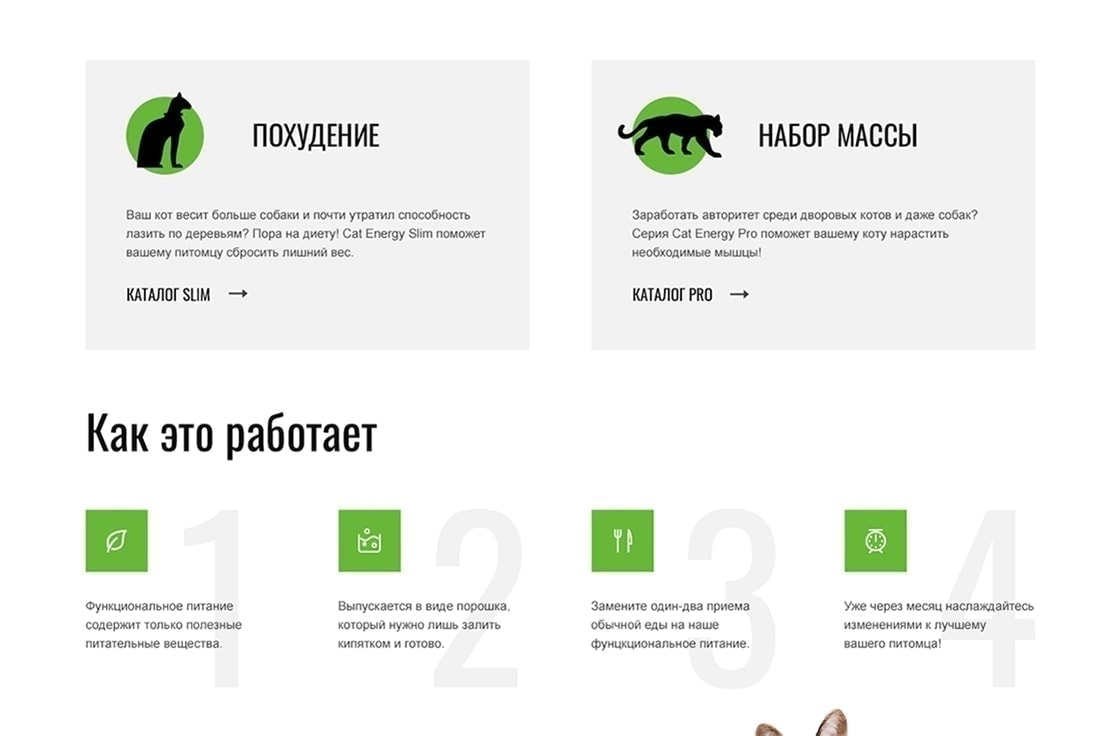 ПОХУДЕНИЕ
Ваш кот весит больше собаки и почти утратил способность
лазить по деревьям? Пора на диету! Cat Energy Slim поможет
вашему питомцу сбросить лишний вес.
КАТАЛОГ SLIM
НАБОР МАССЫ
Заработать авторитет среди дворовых котов и даже собак?
Серия Cat Energy Pro поможет вашему коту нарастить
необходимые мышцы!
КАТАЛОГ PRO
Как это работает
1
Функциональное питание
содержит только полезные
питательные вещества.
2
Выпускается в виде порошка,
который нужно лишь залить
кипятком и готово.
3
Замените один-два приема
обычной еды на наше
фунцкциональное питание.
4
Уже через месяц наслаждайтесь
изменениями к лучшему
вашего питомца!